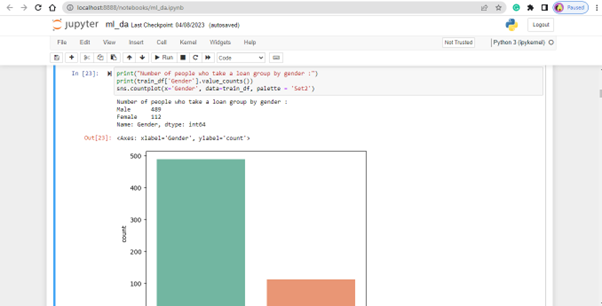 localhost:8888/notebooks/ml_da.ipynb
Paused
jupyter ml_da Last Checkpoint: 04/08/2023 (autosaved)
Logout
File Edit View Insert Cell Kernel Widgets Help
Not Trusted
Python 3 (ipykernel)
Run
Code
In [23]:
print("Number of people who take a loan group by gender :")
print(train_df['Gender'].value_counts())
sns.countplot(x='Gender', data=train_df, palette = 'Set2')
Number of people who take a loan group by gender :
Male 489
Female 112
Name: Gender, dtype: int64
Out[23]: <Axes: xlabel='Gender', ylabel='count'>
500
400
300
200
100
count